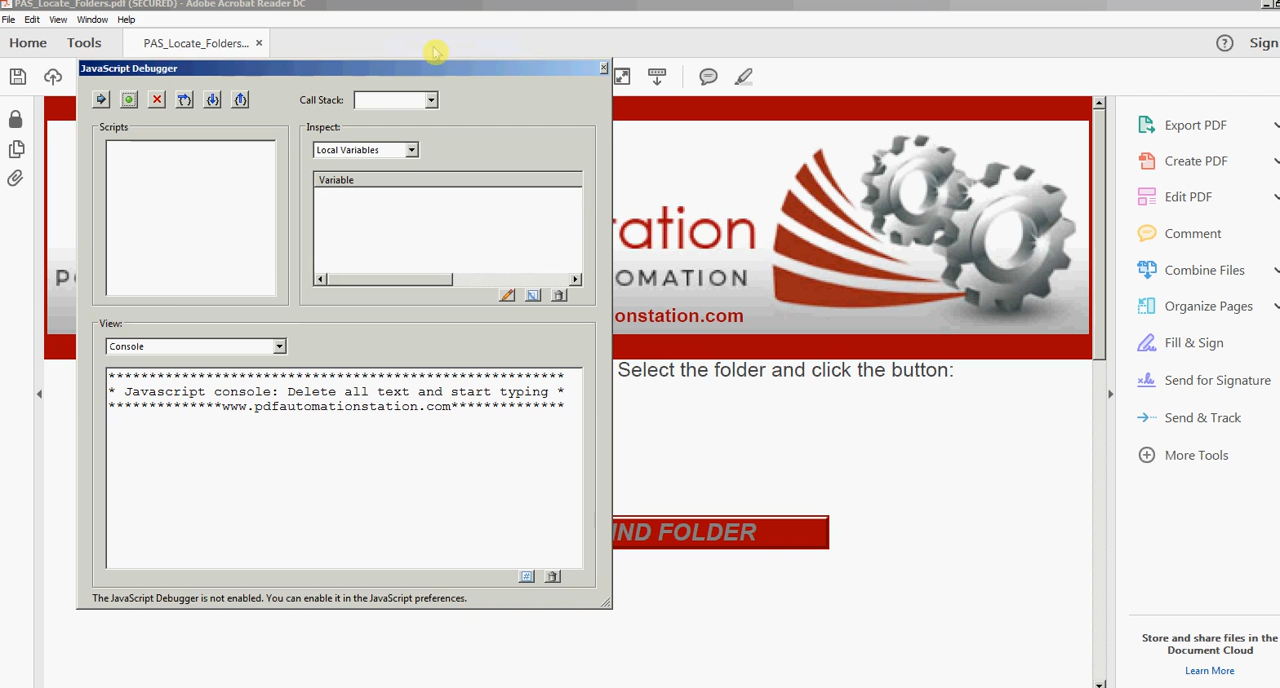 PAS_Locate_Folders.pdf (SECURED) - Adobe Acrobat Reader DC
File Edit View Window Help
Home Tools PAS_Locate_Folders... × ? Sign
JavaScript Debugger
Call Stack:
Scripts
Inspect:
Local Variables
Variable
View:
Console
*********************************************************
* Javascript console: Delete all text and start typing *
**************www.pdfautomationstation.com**************
The JavaScript Debugger is not enabled. You can enable it in the JavaScript preferences.
ration
OMATION
onstation.com
Select the folder and click the button:
IND FOLDER
Export PDF
Create PDF
Edit PDF
Comment
Combine Files
Organize Pages
Fill & Sign
Send for Signature
Send & Track
More Tools
Store and share files in the
Document Cloud
Learn More